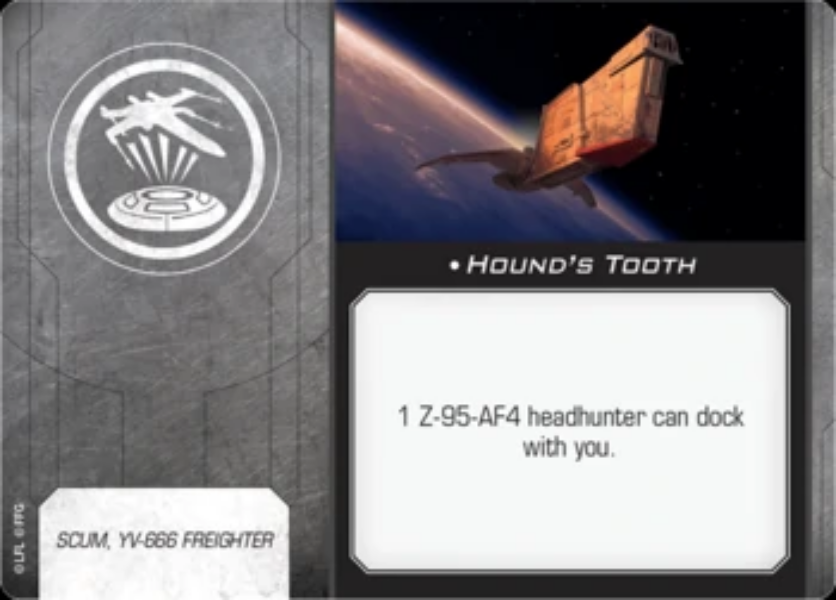 • HOUND'S TOOTH
1 Z-95-AF4 headhunter can dock
with you.
SCUM, YV-666 FREIGHTER
©LFL ©FFG